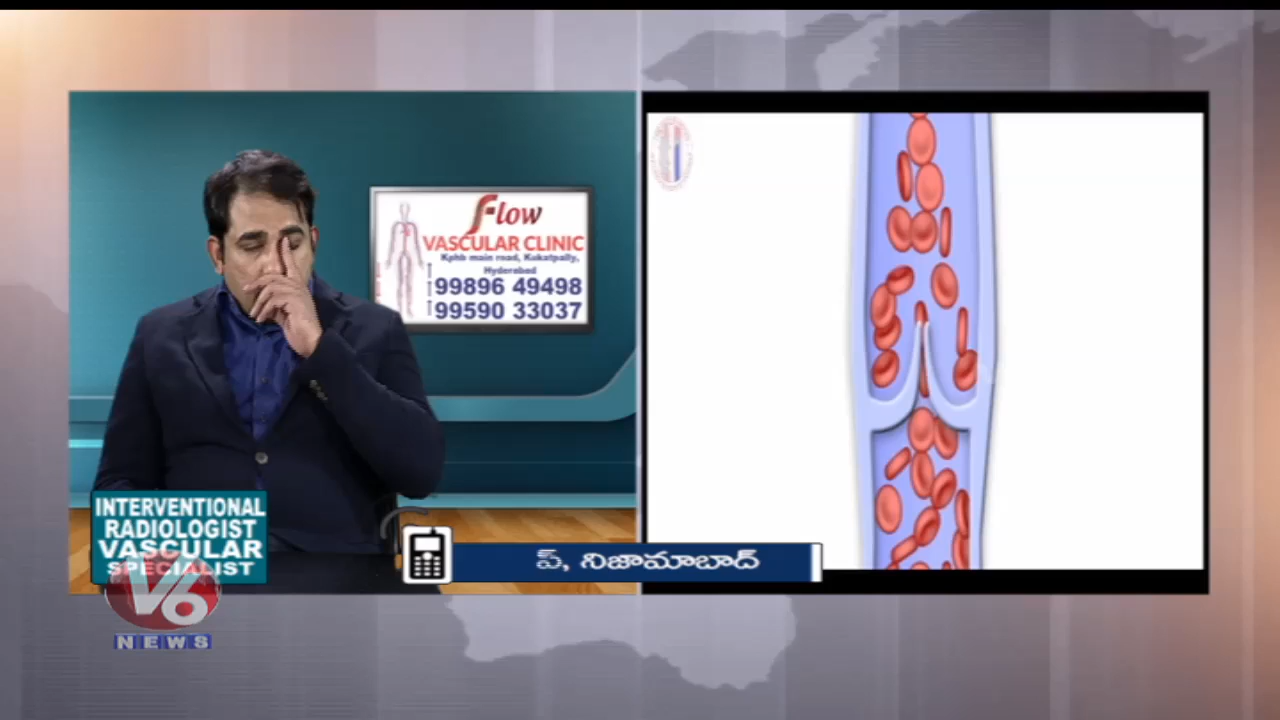 Flow
VASCULAR CLINIC
Kphb main road, Kukatpally,
Hyderabad
99896 49498
99590 33037
INTERVENTIONAL
RADIOLOGIST
VASCULAR
SPECIALIST
ప్, నిజామాబాద్
V6
NEWS